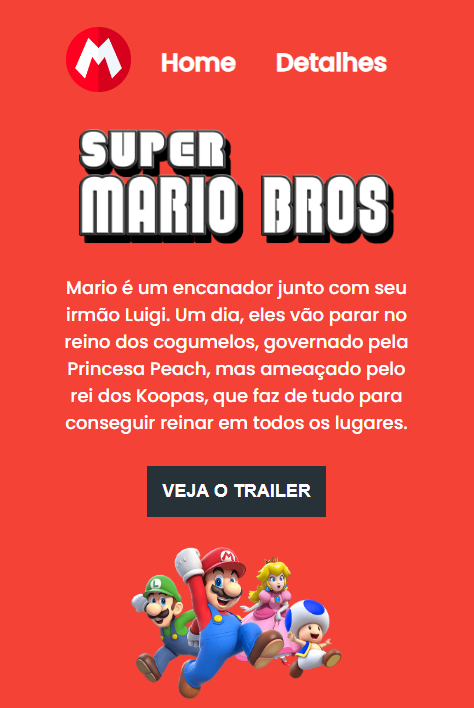 M
Home
Detalhes
SUPER
MARIO BROS
Mario é um encanador junto com seu
irmão Luigi. Um dia, eles vão parar no
reino dos cogumelos, governado pela
Princesa Peach, mas ameaçado pelo
rei dos Koopas, que faz de tudo para
conseguir reinar em todos os lugares.
VEJA O TRAILER
L
M